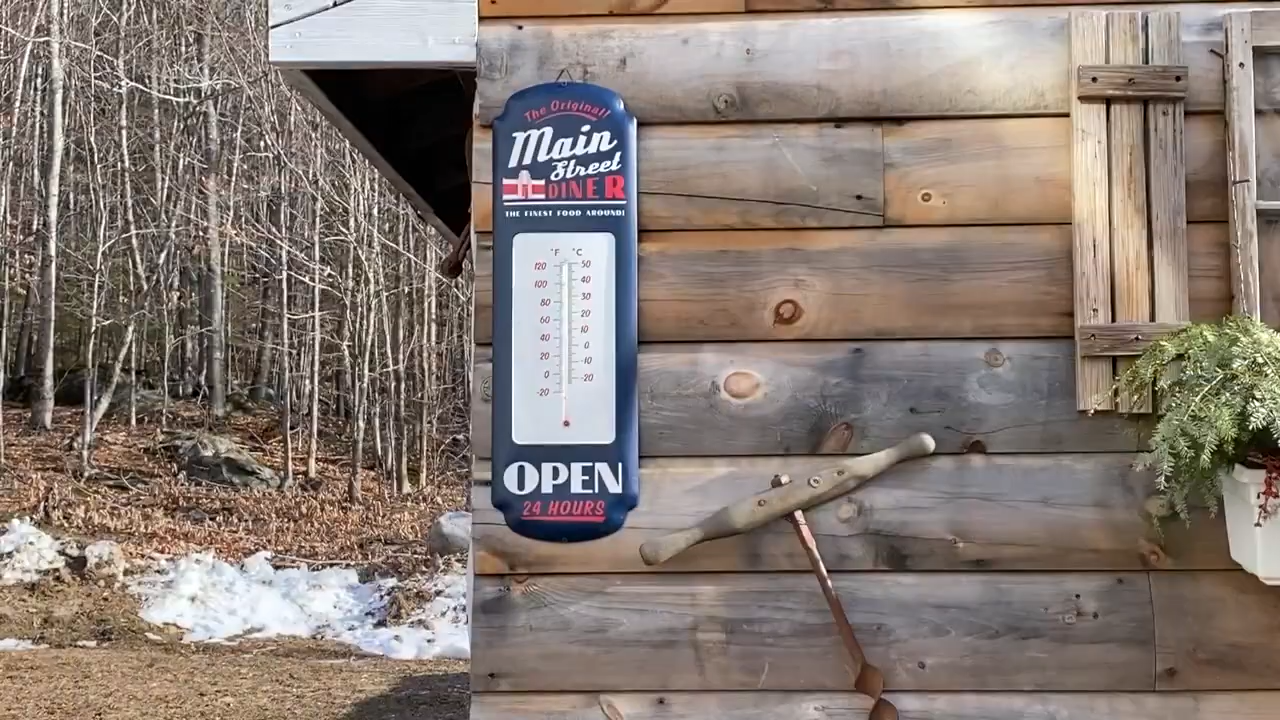 The Original!
Main
Street
DINER
THE FINEST FOOD AROUND!
°F °C
120 50
100 40
80 30
60 20
40 10
20 0
0 -10
-20 -20
OPEN
24 HOURS